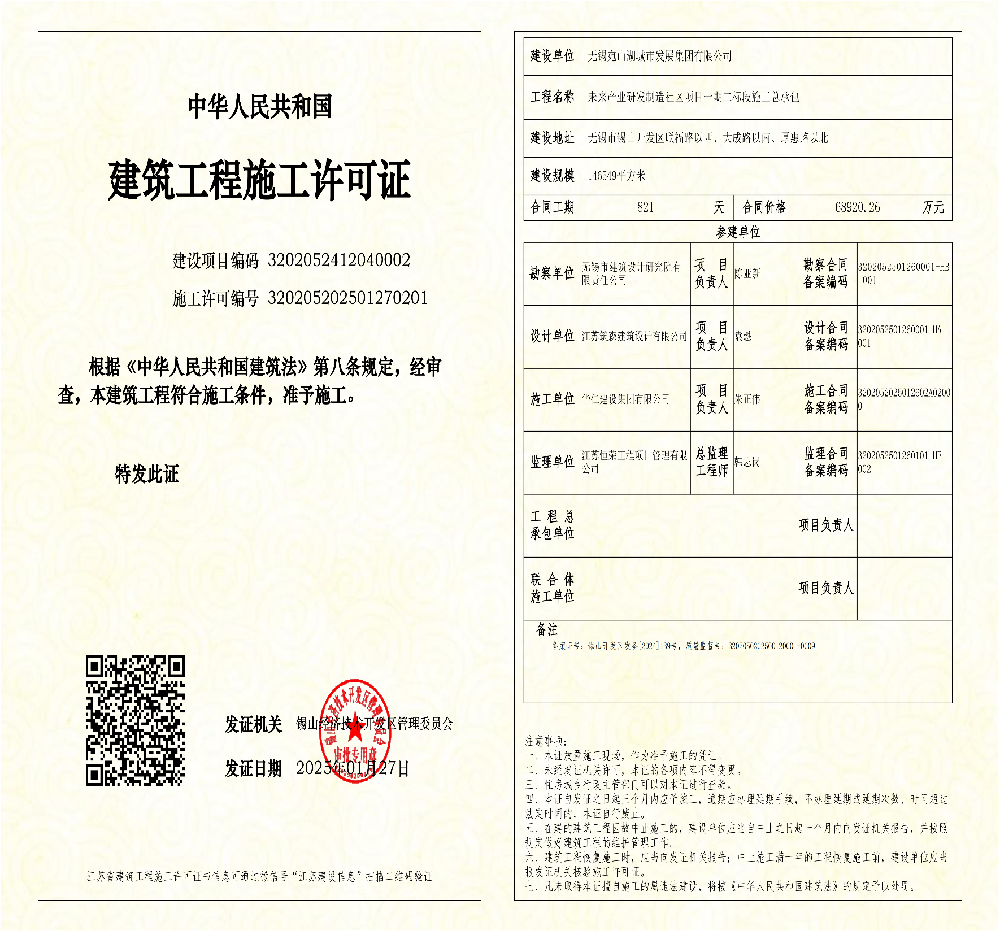 中华人民共和国
建筑工程施工许可证
建设项目编码 3202052412040002
施工许可编号 320205202501270201
根据《中华人民共和国建筑法》第八条规定，经审
查，本建筑工程符合施工条件，准予施工。
特发此证
发证机关 锡山经济技术开发区管理委员会
发证日期 2025年01月27日
锡山经济技术开发区管理委员会
审批专用章
江苏省建筑工程施工许可证书信息可通过微信号“江苏建设信息”扫描二维码验证
建设单位 无锡宛山湖城市发展集团有限公司
工程名称 未来产业研发制造社区项目一期二标段施工总承包
建设地址 无锡市锡山开发区联福路以西、大成路以南、厚惠路以北
建设规模 146549平方米
合同工期 821 天 合同价格 68920.26 万元
参建单位
勘察单位 无锡市建筑设计研究院有
限责任公司
项 目
负责人
陈亚新
勘察合同
备案编码
3202052501260001-HB
-001
设计单位 江苏筑森建筑设计有限公司
项 目
负责人
袁懋
设计合同
备案编码
3202052501260001-HA-
001
施工单位 华仁建设集团有限公司
项 目
负责人
朱正伟
施工合同
备案编码
3202052025012602A0200
0
监理单位 江苏恒荣工程项目管理有限
公司
总监理
工程师
韩志岗
监理合同
备案编码
3202052501260101-HE-
002
工 程 总
承包单位
项目负责人
联 合 体
施工单位
项目负责人
备注
备案证号：锡山开发区发备[2024]139号，质量监督号：3202050202500120001-0009
注意事项：
一、本证放置施工现场，作为准予施工的凭证。
二、未经发证机关许可，本证的各项内容不得变更。
三、住房城乡行政主管部门可以对本证进行查验。
四、本证自发证之日起三个月内应予施工，逾期应办理延期手续，不办理延期或延期次数、时间超过
法定时间的，本证自行废止。
五、在建的建筑工程因故中止施工的，建设单位应当自中止之日起一个月内向发证机关报告，并按照
规定做好建筑工程的维护管理工作。
六、建筑工程恢复施工时，应当向发证机关报告；中止施工满一年的工程恢复施工前，建设单位应当
报发证机关核验施工许可证。
七、凡未取得本证擅自施工的属违法建设，将按《中华人民共和国建筑法》的规定予以处罚。